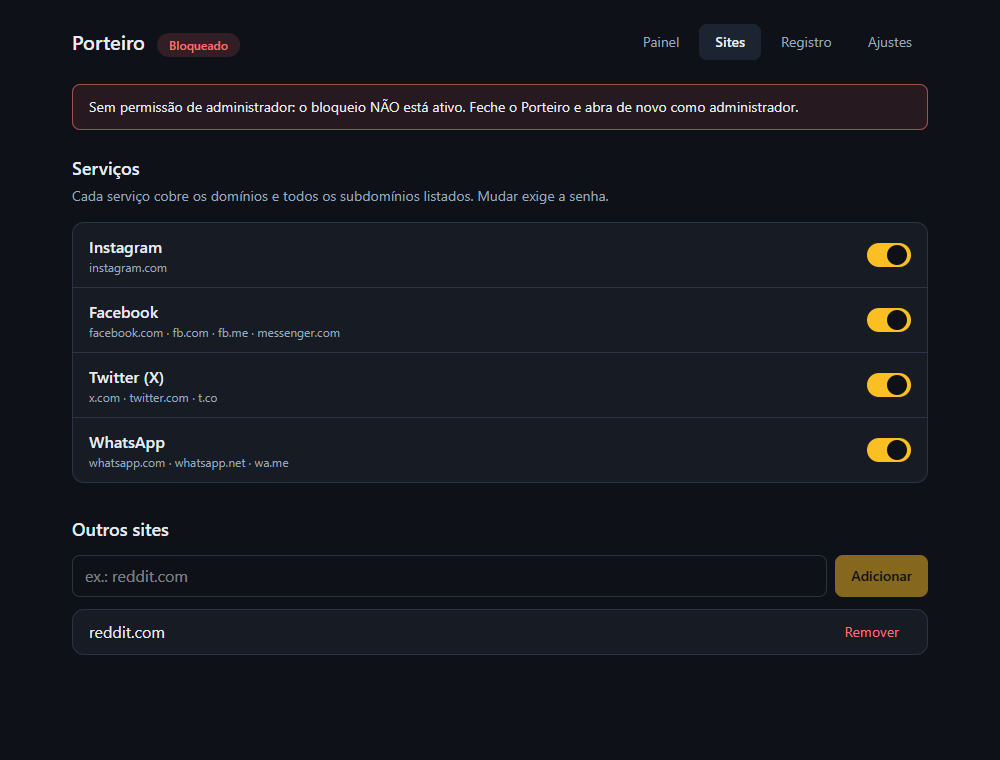 Porteiro
Bloqueado
Painel
Sites
Registro
Ajustes
Sem permissão de administrador: o bloqueio NÃO está ativo. Feche o Porteiro e abra de novo como administrador.
Serviços
Cada serviço cobre os domínios e todos os subdomínios listados. Mudar exige a senha.
Instagram
instagram.com
Facebook
facebook.com · fb.com · fb.me · messenger.com
Twitter (X)
x.com · twitter.com · t.co
WhatsApp
whatsapp.com · whatsapp.net · wa.me
Outros sites
ex.: reddit.com
Adicionar
reddit.com
Remover